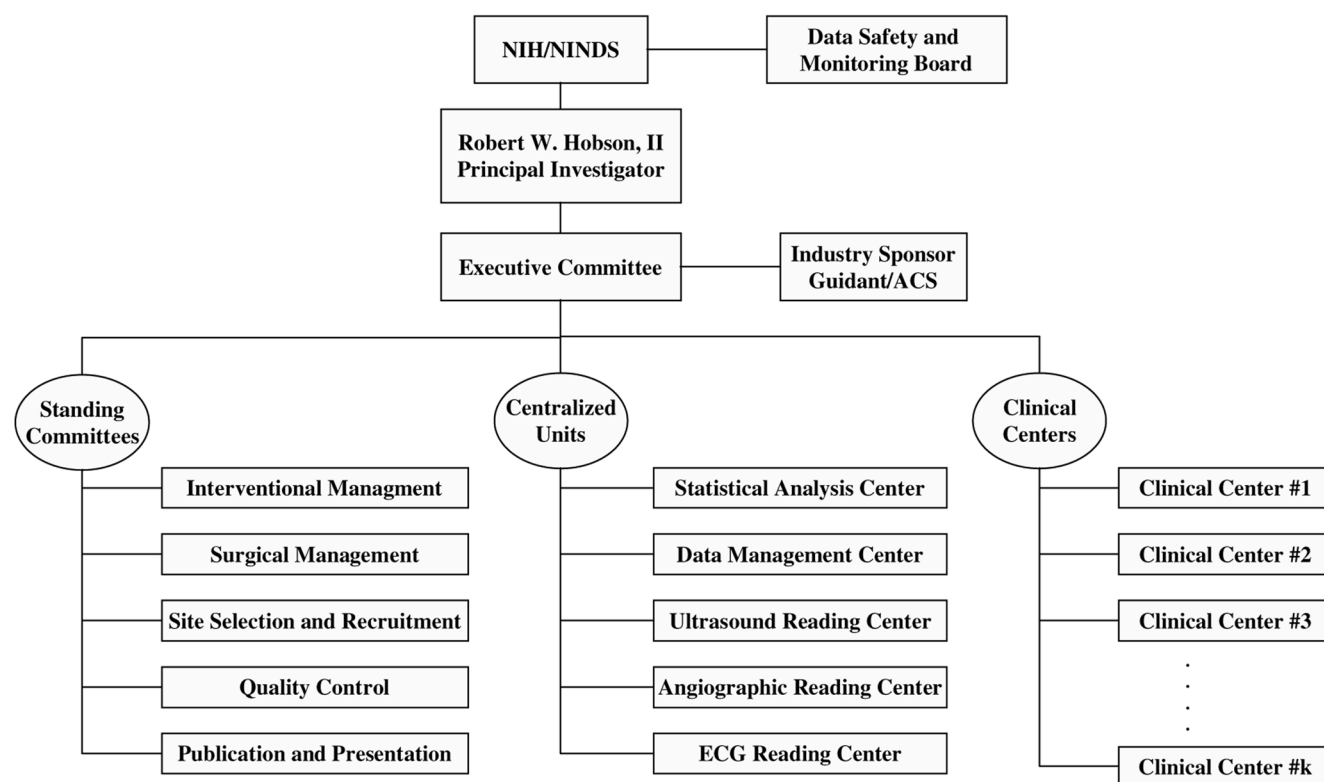 NIH/NINDS
Data Safety and
Monitoring Board
Robert W. Hobson, II
Principal Investigator
Executive Committee
Industry Sponsor
Guidant/ACS
Standing
Committees
Centralized
Units
Clinical
Centers
Interventional Managment
Surgical Management
Site Selection and Recruitment
Quality Control
Publication and Presentation
Statistical Analysis Center
Data Management Center
Ultrasound Reading Center
Angiographic Reading Center
ECG Reading Center
Clinical Center #1
Clinical Center #2
Clinical Center #3
.
.
.
.
Clinical Center #k